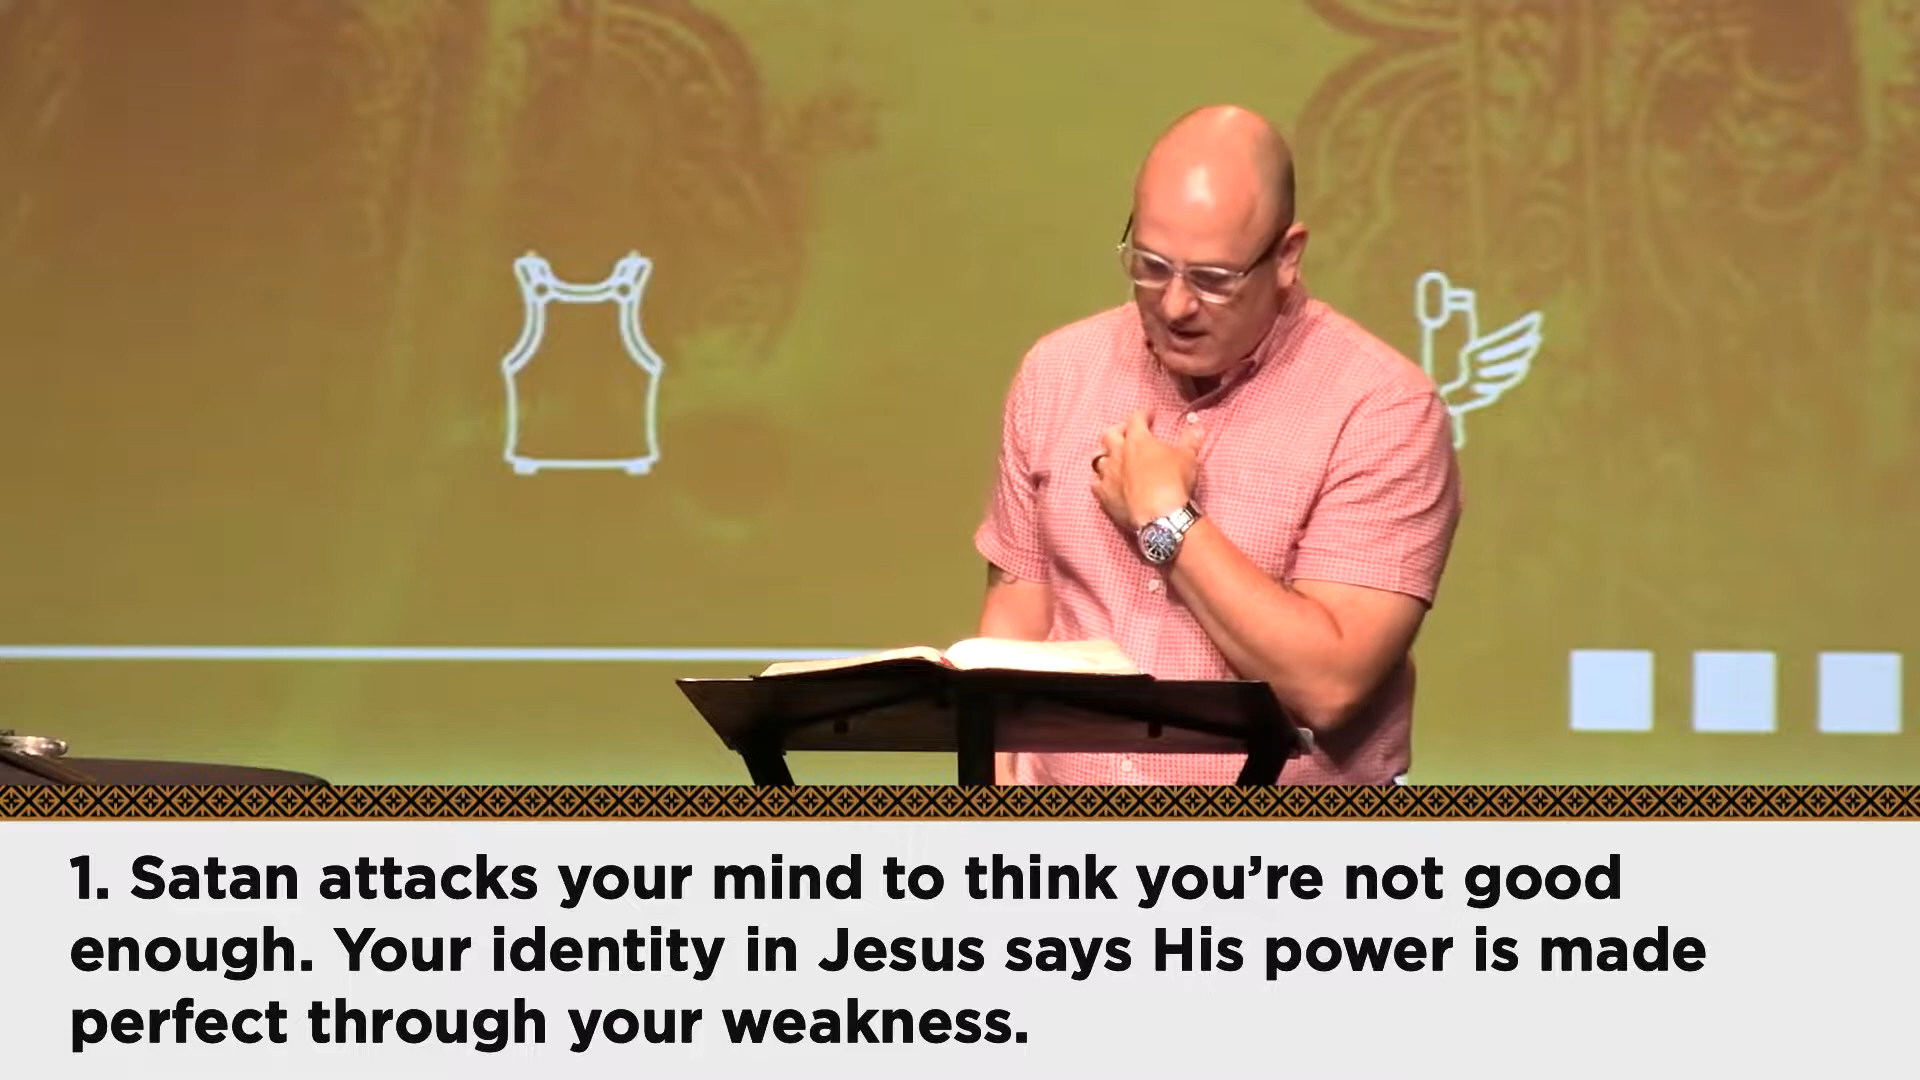 1. Satan attacks your mind to think you’re not good
enough. Your identity in Jesus says His power is made
perfect through your weakness.